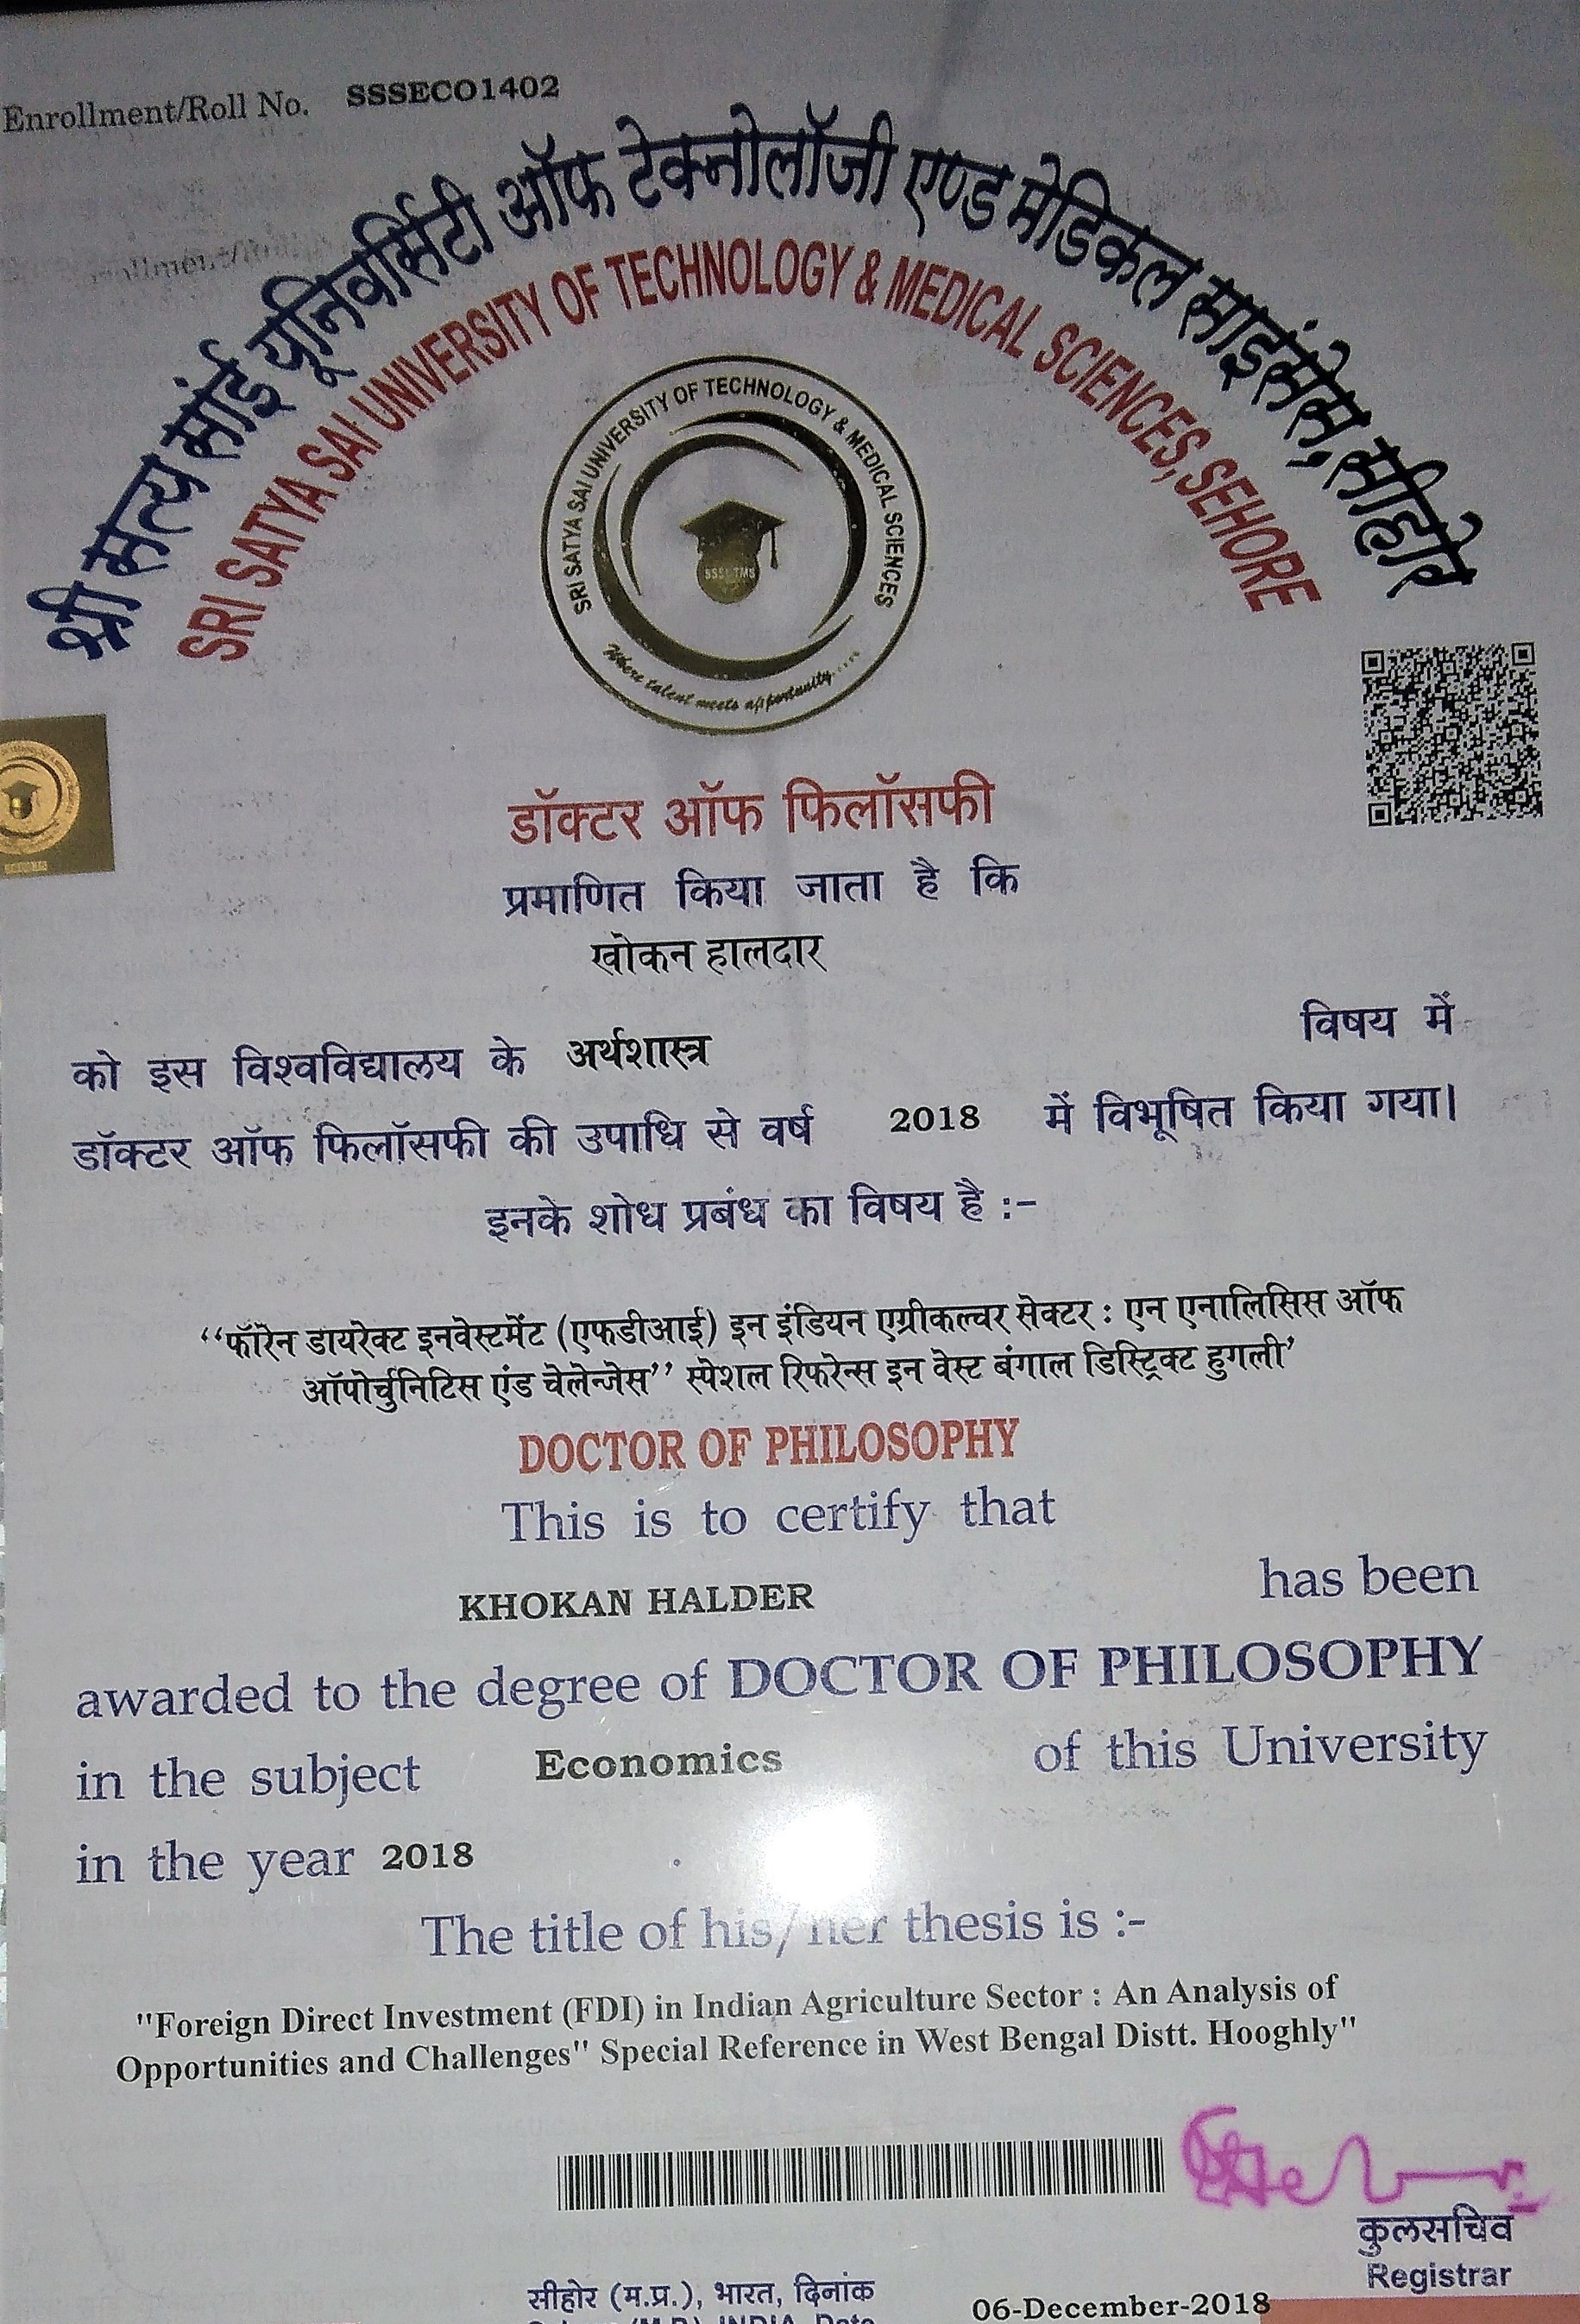 Enrollment/Roll No. SSSECO1402
श्री सत्य सांई यूनिवर्सिटी ऑफ टेक्नोलॉजी एण्ड मेडिकल साइंसेस, सीहोर
SRI SATYA SAI UNIVERSITY OF TECHNOLOGY & MEDICAL SCIENCES, SEHORE
SRI SATYA SAI UNIVERSITY OF TECHNOLOGY & MEDICAL SCIENCES
SSSUTMS
Where talent meets opportunity....
डॉक्टर ऑफ फिलॉसफी
प्रमाणित किया जाता है कि
खोकन हालदार
को इस विश्वविद्यालय के अर्थशास्त्र विषय में
डॉक्टर ऑफ फिलॉसफी की उपाधि से वर्ष 2018 में विभूषित किया गया।
इनके शोध प्रबंध का विषय है :-
‘‘फॉरेन डायरेक्ट इनवेस्टमेंट (एफडीआई) इन इंडियन एग्रीकल्चर सेक्टर : एन एनालिसिस ऑफ
ऑपोर्चुनिटिस एंड चेलेन्जेस’’ स्पेशल रिफरेन्स इन वेस्ट बंगाल डिस्ट्रिक्ट हुगली’
DOCTOR OF PHILOSOPHY
This is to certify that
KHOKAN HALDER has been
awarded to the degree of DOCTOR OF PHILOSOPHY
in the subject Economics of this University
in the year 2018
The title of his/her thesis is :-
"Foreign Direct Investment (FDI) in Indian Agriculture Sector : An Analysis of
Opportunities and Challenges" Special Reference in West Bengal Distt. Hooghly"
कुलसचिव
Registrar
सीहोर (म.प्र.), भारत, दिनांक
06-December-2018